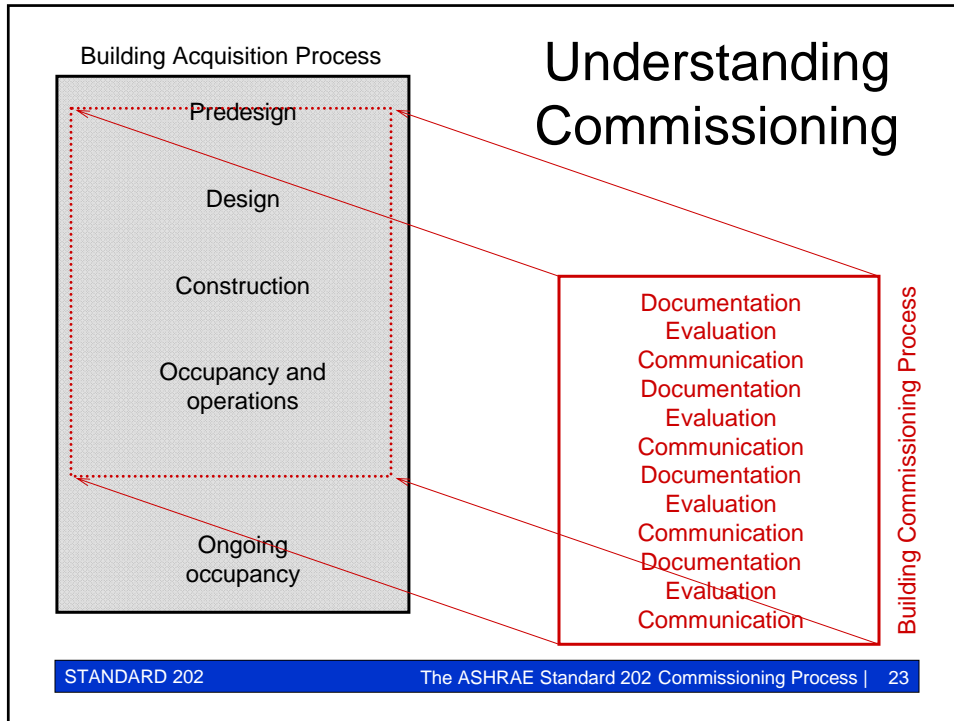 Building Acquisition Process
Understanding
Commissioning
Predesign
Design
Construction
Occupancy and
operations
Ongoing
occupancy
Documentation
Evaluation
Communication
Documentation
Evaluation
Communication
Documentation
Evaluation
Communication
Documentation
Evaluation
Communication
Building Commissioning Process
STANDARD 202
The ASHRAE Standard 202 Commissioning Process | 23